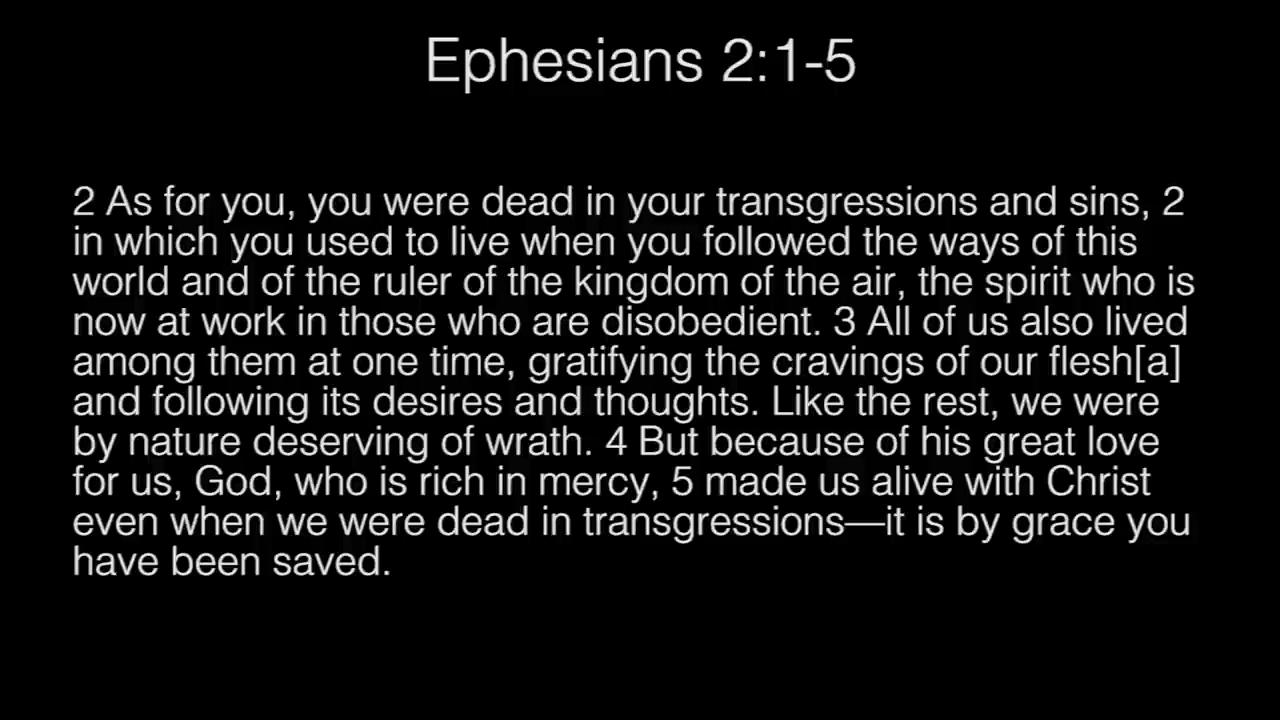 Ephesians 2:1-5
2 As for you, you were dead in your transgressions and sins, 2
in which you used to live when you followed the ways of this
world and of the ruler of the kingdom of the air, the spirit who is
now at work in those who are disobedient. 3 All of us also lived
among them at one time, gratifying the cravings of our flesh[a]
and following its desires and thoughts. Like the rest, we were
by nature deserving of wrath. 4 But because of his great love
for us, God, who is rich in mercy, 5 made us alive with Christ
even when we were dead in transgressions—it is by grace you
have been saved.